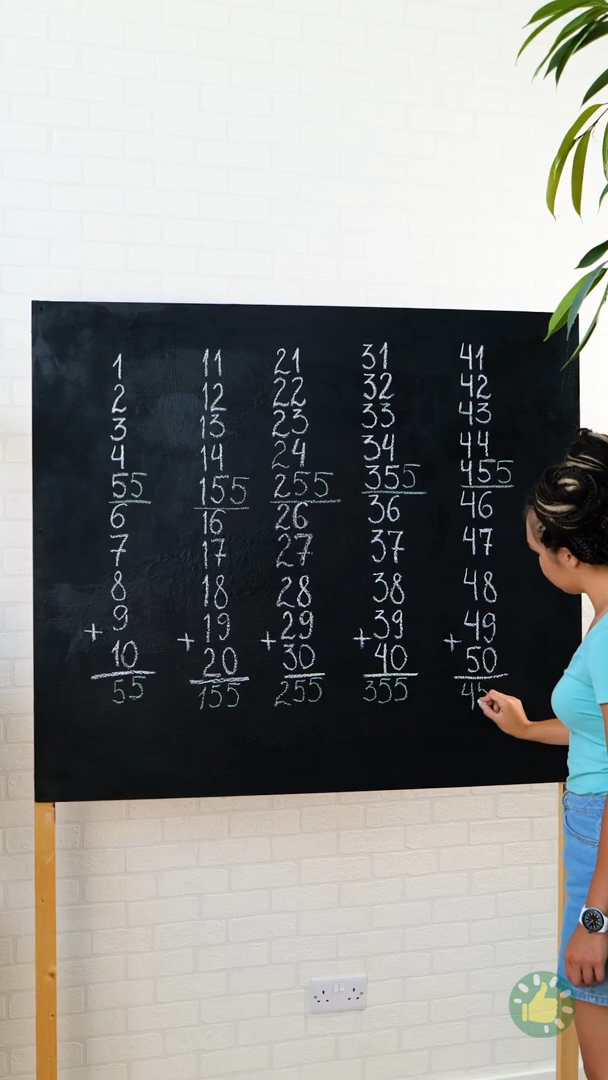 1 11 21 31 41
2 12 22 32 42
3 13 23 33 43
4 14 24 34 44
55 155 255 355 455
6 16 26 36 46
7 17 27 37 47
8 18 28 38 48
+ 9 + 19 + 29 + 39 + 49
10 20 30 40 50
55 155 255 355 45